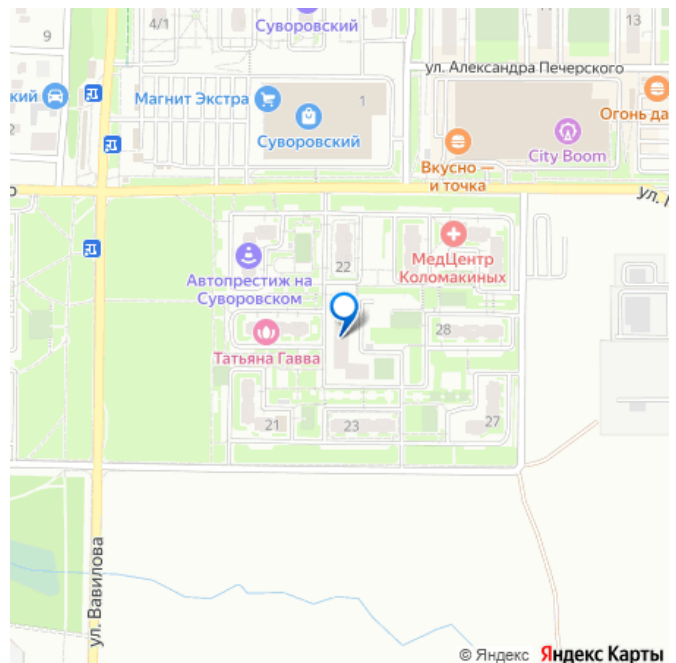 Суворовский
4/1
13
9
ул. Александра Печерского
кий
Магнит Экстра
1
Огонь да
2
Суворовский
City Boom
Вкусно —
и точка
о
ул.
МедЦентр
Коломакиных
22
Автопрестиж на
Суворовском
28
Татьяна Гавва
21
23
27
ул. Вавилова
© Яндекс Яндекс Карты